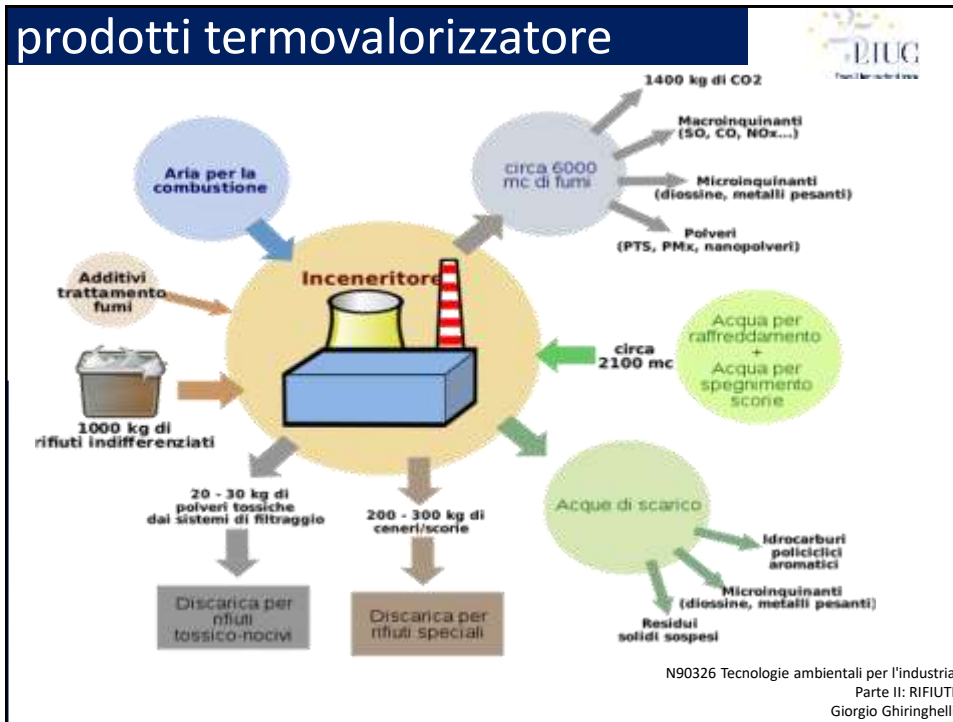 prodotti termovalorizzatore
LIUC
1400 kg di CO2
Macroinquinanti
(SO, CO, NOx...)
circa 6000
mc di fumi
Microinquinanti
(diossine, metalli pesanti)
Polveri
(PTS, PMx, nanopolveri)
Aria per la
combustione
Additivi
trattamento
fumi
Inceneritore
1000 kg di
rifiuti indifferenziati
circa
2100 mc
Acqua per
raffreddamento
+
Acqua per
spegnimento
scorie
20 - 30 kg di
polveri tossiche
dai sistemi di filtraggio
200 - 300 kg di
ceneri/scorie
Discarica per
rifiuti
tossico-nocivi
Discarica per
rifiuti speciali
Acque di scarico
Idrocarburi
policiclici
aromatici
Microinquinanti
(diossine, metalli pesanti)
Residui
solidi sospesi
N90326 Tecnologie ambientali per l'industria
Parte II: RIFIUTI
Giorgio Ghiringhelli